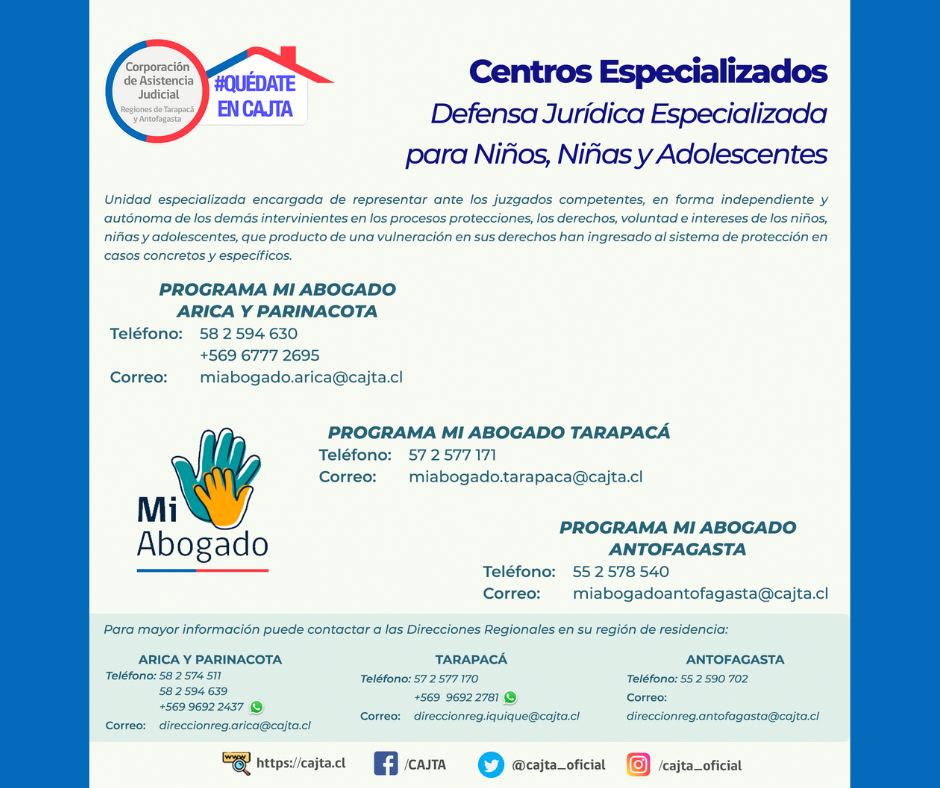 Corporación
de Asistencia
Judicial
Regiones de Tarapacá
y Antofagasta
#QUÉDATE
EN CAJTA
Centros Especializados
Defensa Jurídica Especializada
para Niños, Niñas y Adolescentes
Unidad especializada encargada de representar ante los juzgados competentes, en forma independiente y
autónoma de los demás intervinientes en los procesos protecciones, los derechos, voluntad e intereses de los niños,
niñas y adolescentes, que producto de una vulneración en sus derechos han ingresado al sistema de protección en
casos concretos y específicos.
PROGRAMA MI ABOGADO
ARICA Y PARINACOTA
Teléfono: 58 2 594 630
+569 6777 2695
Correo: miabogado.arica@cajta.cl
Mi
Abogado
PROGRAMA MI ABOGADO TARAPACÁ
Teléfono: 57 2 577 171
Correo: miabogado.tarapaca@cajta.cl
PROGRAMA MI ABOGADO
ANTOFAGASTA
Teléfono: 55 2 578 540
Correo: miabogadoantofagasta@cajta.cl
Para mayor información puede contactar a las Direcciones Regionales en su región de residencia:
ARICA Y PARINACOTA
Teléfono: 58 2 574 511
58 2 594 639
+569 9692 2437
Correo: direccionreg.arica@cajta.cl
TARAPACÁ
Teléfono: 57 2 577 170
+569 9692 2781
Correo: direccionreg.iquique@cajta.cl
ANTOFAGASTA
Teléfono: 55 2 590 702
Correo:
direccionreg.antofagasta@cajta.cl
www
https://cajta.cl
/CAJTA
@cajta_oficial
/cajta_oficial